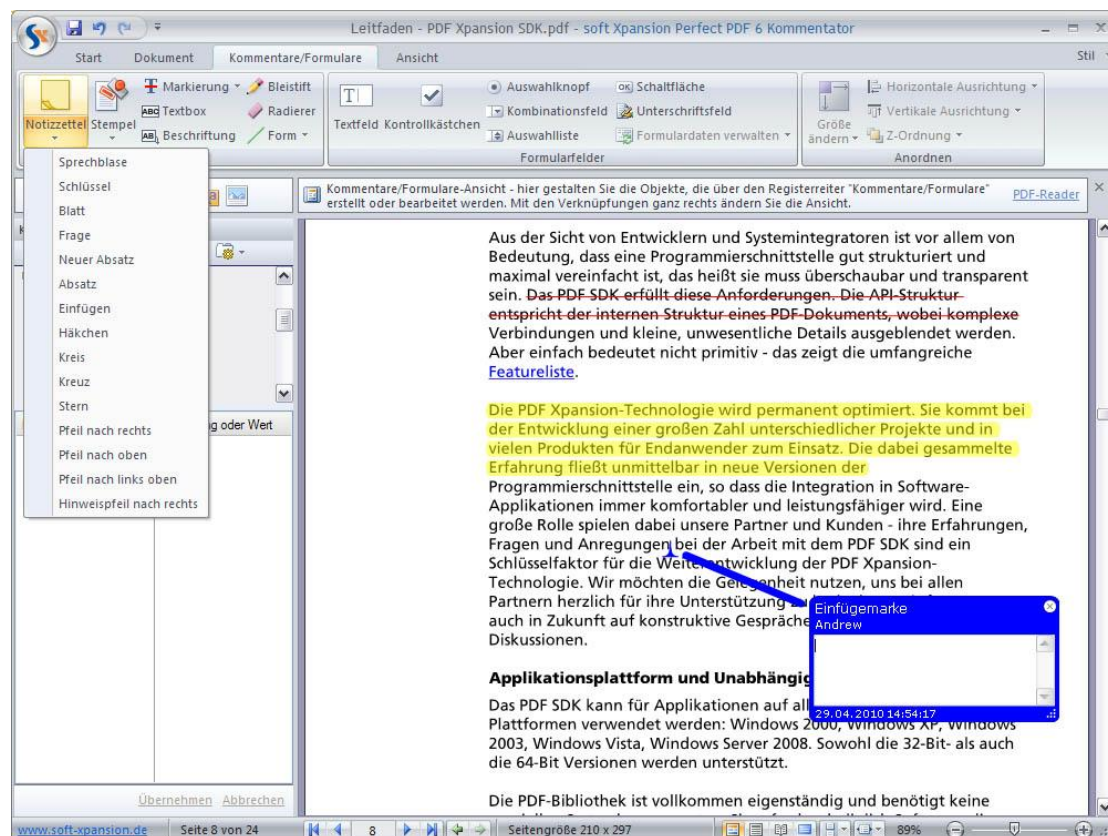 Leitfaden - PDF Xpansion SDK.pdf - soft Xpansion Perfect PDF 6 Kommentator
Start Dokument Kommentare/Formulare Ansicht Stil
Notizzettel
Stempel
Markierung
Textbox
Beschriftung
Bleistift
Radierer
Form
Textfeld
Kontrollkästchen
Auswahlknopf
Kombinationsfeld
Auswahlliste
Schaltfläche
Unterschriftsfeld
Formulardaten verwalten
Formularfelder
Größe
ändern
Horizontale Ausrichtung
Vertikale Ausrichtung
Z-Ordnung
Anordnen
Sprechblase
Schlüssel
Blatt
Frage
Neuer Absatz
Absatz
Einfügen
Häkchen
Kreis
Kreuz
Stern
Pfeil nach rechts
Pfeil nach oben
Pfeil nach links oben
Hinweispfeil nach rechts
oder Wert
Übernehmen Abbrechen
Kommentare/Formulare-Ansicht - hier gestalten Sie die Objekte, die über den Registerreiter "Kommentare/Formulare"
erstellt oder bearbeitet werden. Mit den Verknüpfungen ganz rechts ändern Sie die Ansicht.
PDF-Reader
Aus der Sicht von Entwicklern und Systemintegratoren ist vor allem von
Bedeutung, dass eine Programmierschnittstelle gut strukturiert und
maximal vereinfacht ist, das heißt sie muss überschaubar und transparent
sein. Das PDF SDK erfüllt diese Anforderungen. Die API-Struktur
entspricht der internen Struktur eines PDF-Dokuments, wobei komplexe
Verbindungen und kleine, unwesentliche Details ausgeblendet werden.
Aber einfach bedeutet nicht primitiv - das zeigt die umfangreiche
Featureliste.
Die PDF Xpansion-Technologie wird permanent optimiert. Sie kommt bei
der Entwicklung einer großen Zahl unterschiedlicher Projekte und in
vielen Produkten für Endanwender zum Einsatz. Die dabei gesammelte
Erfahrung fließt unmittelbar in neue Versionen der
Programmierschnittstelle ein, so dass die Integration in Software-
Applikationen immer komfortabler und leistungsfähiger wird. Eine
große Rolle spielen dabei unsere Partner und Kunden - ihre Erfahrungen,
Fragen und Anregungen bei der Arbeit mit dem PDF SDK sind ein
Schlüsselfaktor für die Weiterentwicklung der PDF Xpansion-
Technologie. Wir möchten die Gelegenheit nutzen, uns bei allen
Partnern herzlich für ihre Unterstützung
auch in Zukunft auf konstruktive Gespräche
Diskussionen.
Einfügemarke
Andrew
29.04.2010 14:54:17
Applikationsplattform und
Das PDF SDK kann für Applikationen auf
Plattformen verwendet werden: Windows 2000, Windows XP, Windows
2003, Windows Vista, Windows Server 2008. Sowohl die 32-Bit- als auch
die 64-Bit Versionen werden unterstützt.
Die PDF-Bibliothek ist vollkommen eigenständig und benötigt keine
www.soft-xpansion.de Seite 8 von 24 8 Seitengröße 210 x 297 89%